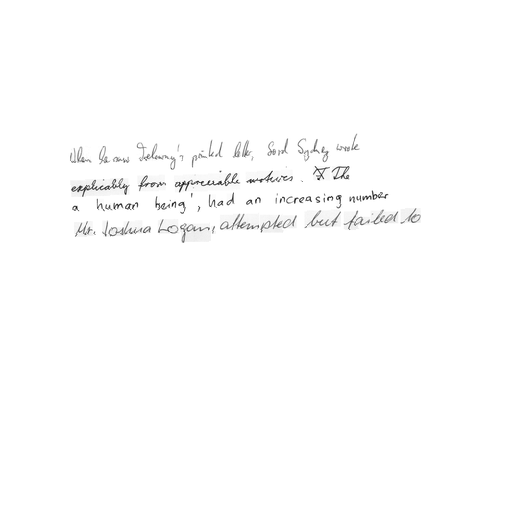 When he saw Trelawny's printed letter, Lord Sydney wrote
explicably from appreciable motives. The
a human being', had an increasing number
Mr. Joshua Logan, attempted but failed to